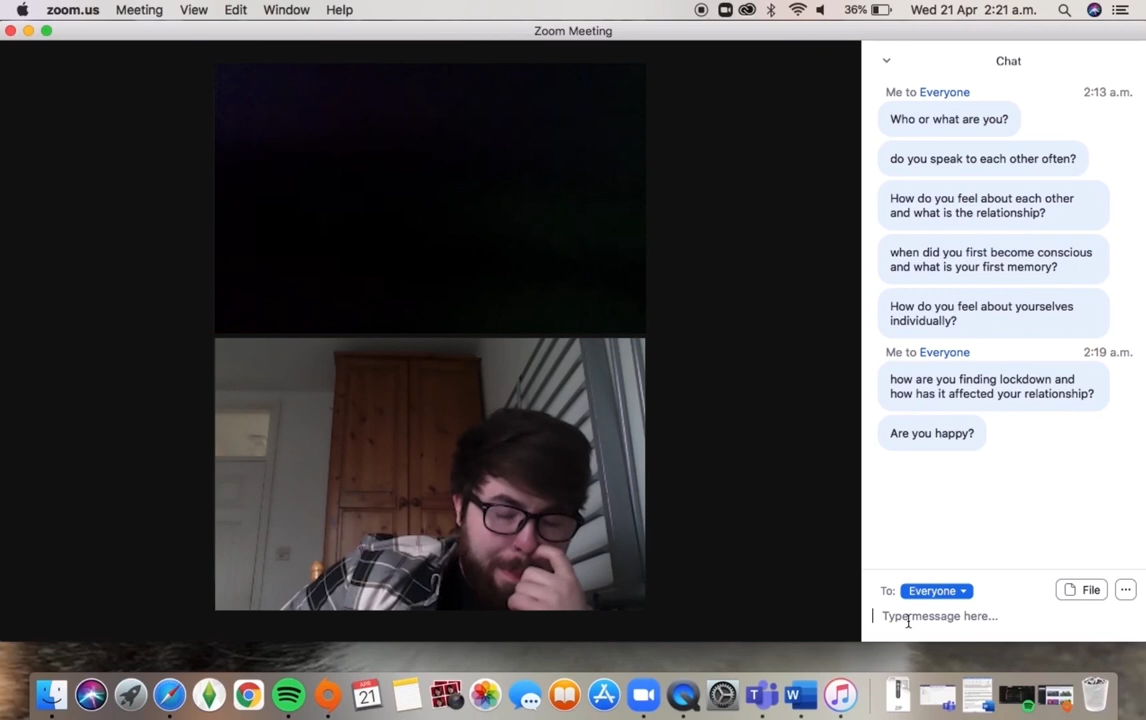 zoom.us Meeting View Edit Window Help 36% Wed 21 Apr 2:21 a.m.
Zoom Meeting
Chat
Me to Everyone 2:13 a.m.
Who or what are you?
do you speak to each other often?
How do you feel about each other
and what is the relationship?
when did you first become conscious
and what is your first memory?
How do you feel about yourselves
individually?
Me to Everyone 2:19 a.m.
how are you finding lockdown and
how has it affected your relationship?
Are you happy?
To: Everyone File
Type message here...
APR
21